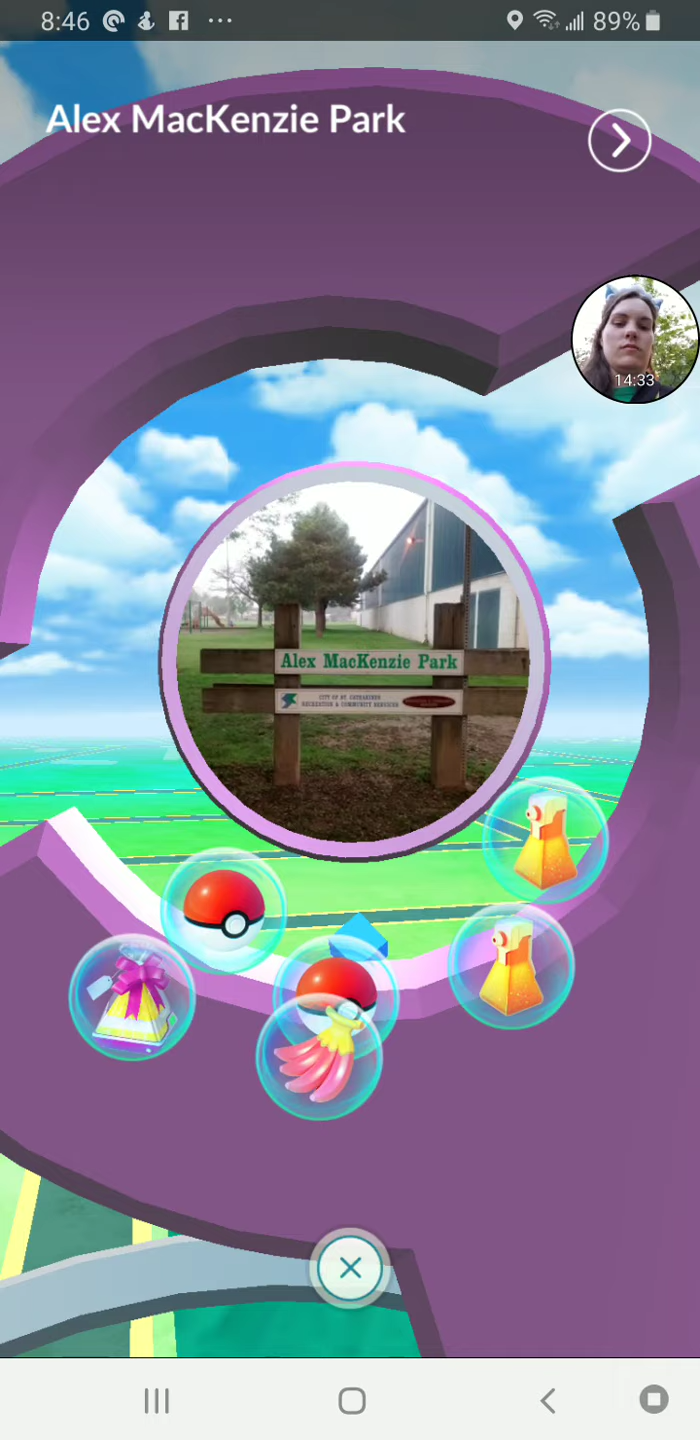 8:46
89%
Alex MacKenzie Park
14:33
Alex MacKenzie Park
CITY OF ST. CATHARINES
RECREATION & COMMUNITY SERVICES